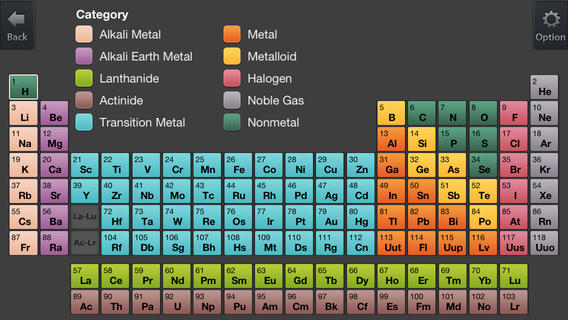 Category
Back
Option
Alkali Metal Metal
Alkali Earth Metal Metalloid
Lanthanide Halogen
Actinide Noble Gas
Transition Metal Nonmetal
1 2
H He
3 4 5 6 7 8 9 10
Li Be B C N O F Ne
11 12 13 14 15 16 17 18
Na Mg Al Si P S Cl Ar
19 20 21 22 23 24 25 26 27 28 29 30 31 32 33 34 35 36
K Ca Sc Ti V Cr Mn Fe Co Ni Cu Zn Ga Ge As Se Br Kr
37 38 39 40 41 42 43 44 45 46 47 48 49 50 51 52 53 54
Rb Sr Y Zr Nb Mo Tc Ru Rh Pd Ag Cd In Sn Sb Te I Xe
55 56 72 73 74 75 76 77 78 79 80 81 82 83 84 85 86
Cs Ba La-Lu Hf Ta W Re Os Ir Pt Au Hg Tl Pb Bi Po At Rn
87 88 104 105 106 107 108 109 110 111 112 113 114 115 116 117 118
Fr Ra Ac-Lr Rf Db Sg Bh Hs Mt Ds Rg Cn Uut Fl Uup Lv Uus Uuo
57 58 59 60 61 62 63 64 65 66 67 68 69 70 71
La Ce Pr Nd Pm Sm Eu Gd Tb Dy Ho Er Tm Yb Lu
89 90 91 92 93 94 95 96 97 98 99 100 101 102 103
Ac Th Pa U Np Pu Am Cm Bk Cf Es Fm Md No Lr